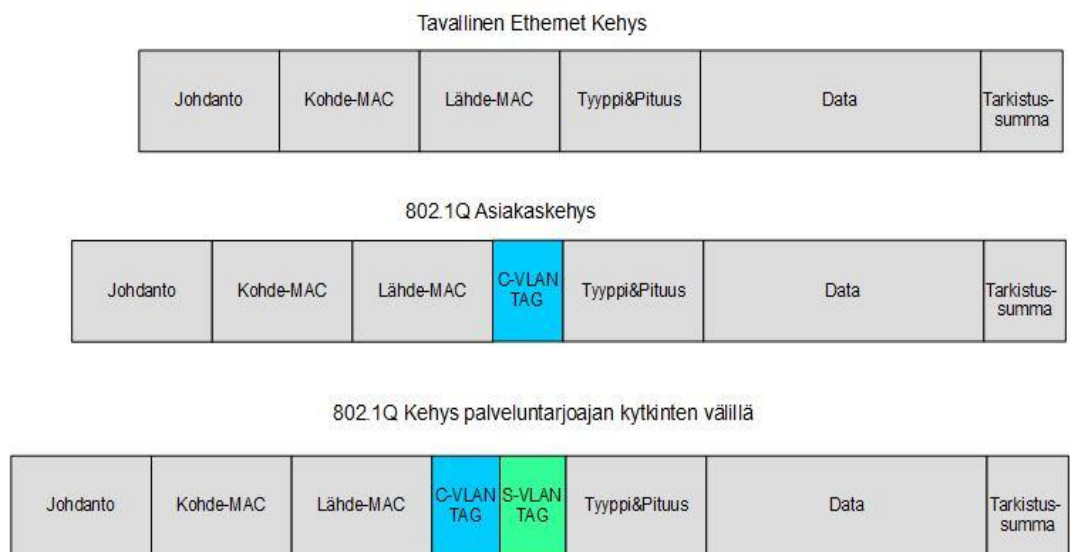 Tavallinen Ethernet Kehys
Johdanto
Kohde-MAC
Lähde-MAC
Tyyppi&Pituus
Data
Tarkistus-
summa
802.1Q Asiakaskehys
Johdanto
Kohde-MAC
Lähde-MAC
C-VLAN
TAG
Tyyppi&Pituus
Data
Tarkistus-
summa
802.1Q Kehys palveluntarjoajan kytkinten välillä
Johdanto
Kohde-MAC
Lähde-MAC
C-VLAN
TAG
S-VLAN
TAG
Tyyppi&Pituus
Data
Tarkistus-
summa